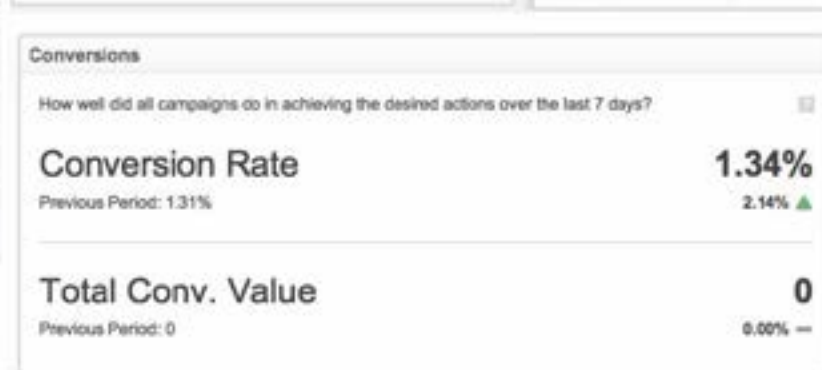 Conversions
How well did all campaigns do in achieving the desired actions over the last 7 days?
Conversion Rate 1.34%
Previous Period: 1.31% 2.14% ▲
Total Conv. Value 0
Previous Period: 0 0.00% —